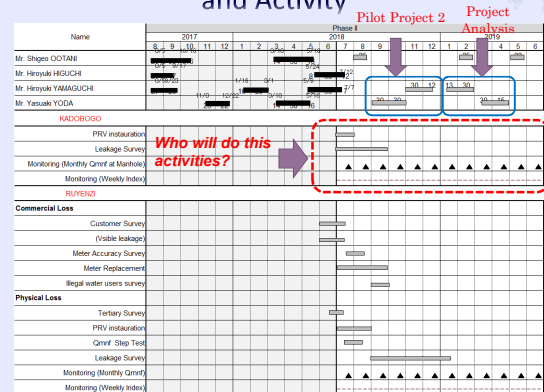 and Activity
Pilot Project 2
Project Analysis
Phase II
Name
2017
2018
2019
8 9 10 11 12 1 2 3 4 5 6 7 8 9 10 11 12 1 2 3 4 5 6
Mr. Shigeo OOTANI
Mr. Hiroyuki HIGUCHI
Mr. Hiroyuki YAMAGUCHI
30 12 13 30
Mr. Yasuaki YODA
KADOBOGO
PRV instauration
Leakage Survey
Monitoring (Monthly Qmnf at Manhole)
Monitoring (Weekly Index)
Who will do this
activities?
RUYENZI
Commercial Loss
Customer Survey
(Vsible leakage)
Meter Accuracy Survey
Meter Replacement
Illegal water users survey
Physical Loss
Tertiary Survey
PRV instauration
Qmnf Step Test
Leakage Survey
Monitoring (Monthly Qmnf)
Monitoring (Weekly Index)